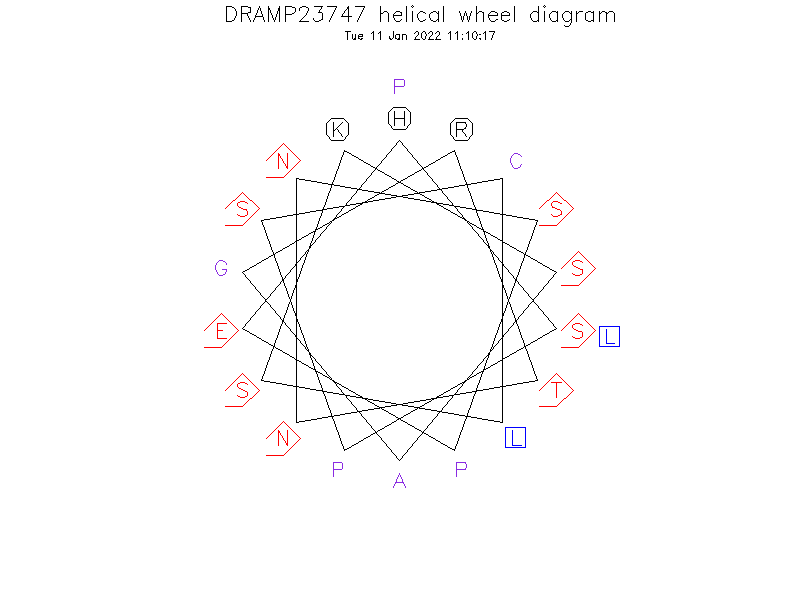 DRAMP23747 helical wheel diagram
Tue 11 Jan 2022 11:10:17
P
K H R
N C
S S
G S
E S L
S T
N L
P A P